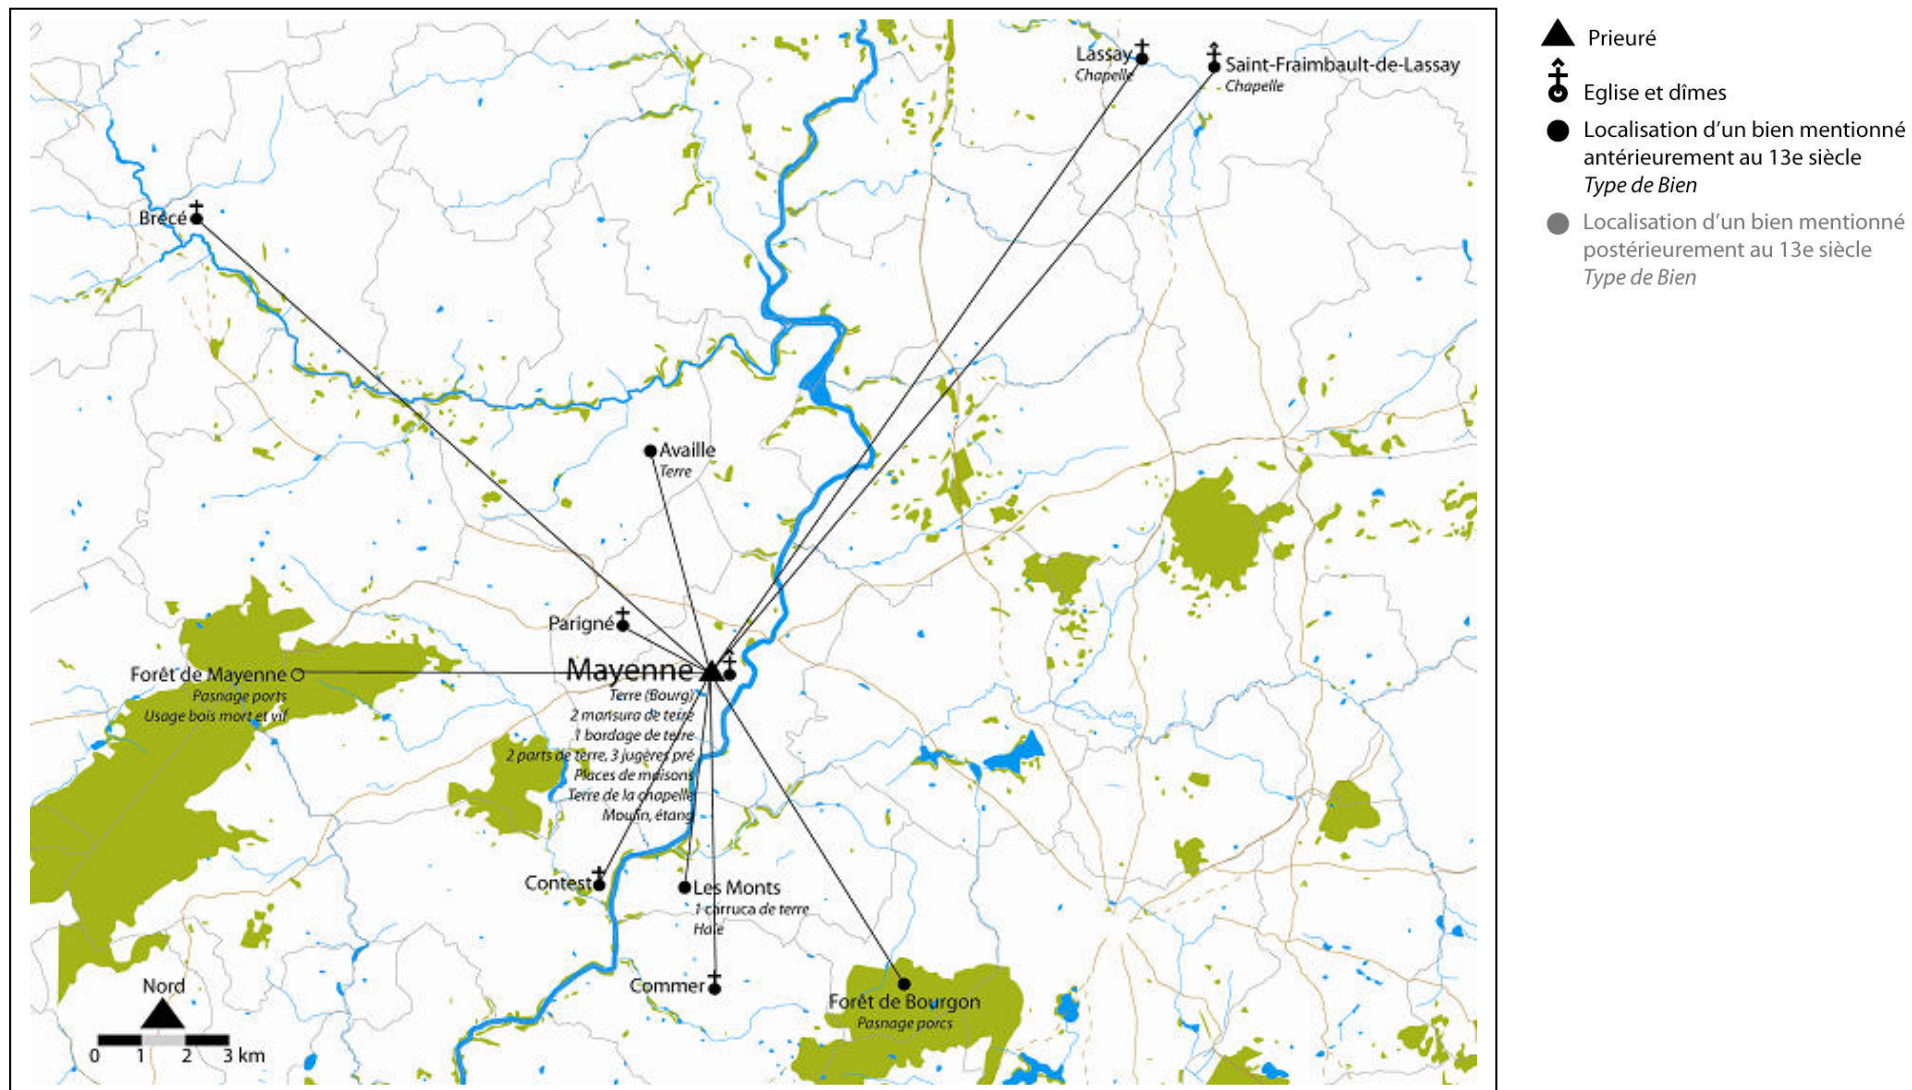 Lassay
Chapelle
Saint-Fraimbault-de-Lassay
Chapelle
Brécé
Availle
Terre
Parigné
Mayenne
Terre (Bourg)
2 mansura de terre
1 bordage de terre
2 parts de terre, 3 jugères pré
Places de maisons
Terre de la chapelle
Moulin, étang
Forêt de Mayenne
Pasnage ports
Usage bois mort et vif
Contest
Les Monts
1 carruca de terre
Haie
Commer
Forêt de Bourgon
Pasnage porcs
Nord
0 1 2 3 km
Prieuré
Eglise et dîmes
Localisation d’un bien mentionné
antérieurement au 13e siècle
Type de Bien
Localisation d’un bien mentionné
postérieurement au 13e siècle
Type de Bien